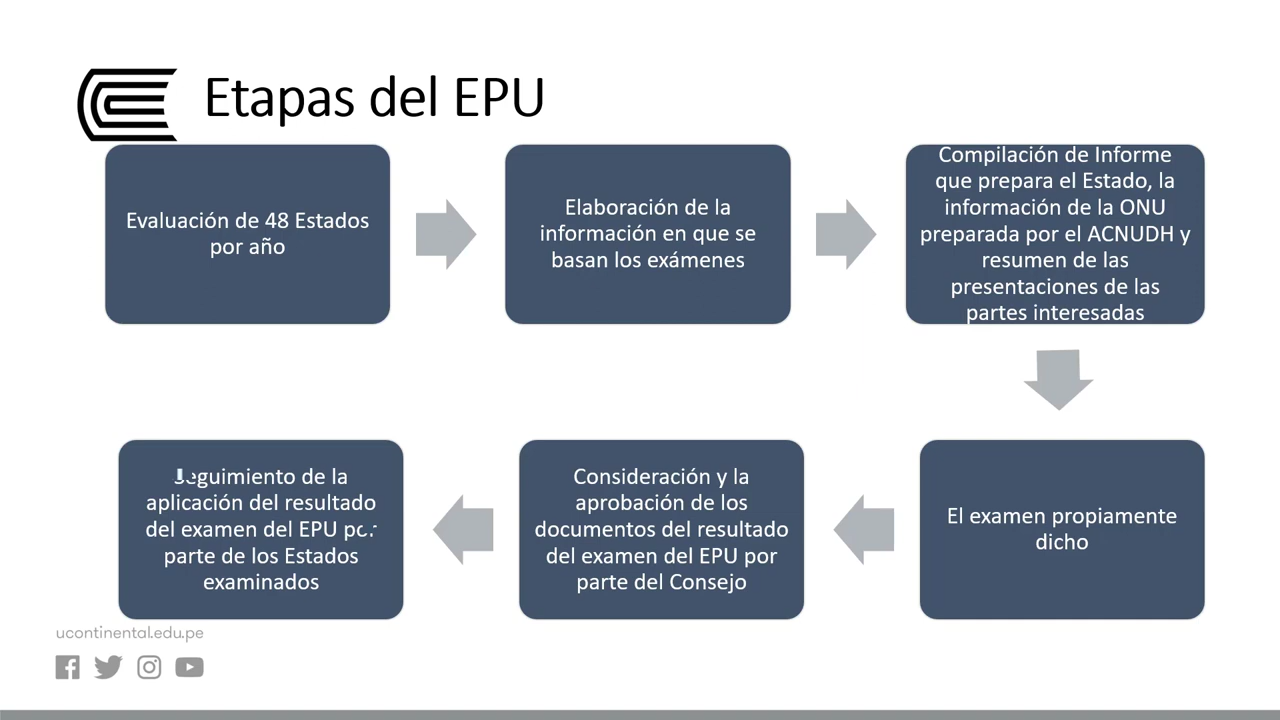 Etapas del EPU
Evaluación de 48 Estados
por año
Elaboración de la
información en que se
basan los exámenes
Compilación de Informe
que prepara el Estado, la
información de la ONU
preparada por el ACNUDH y
resumen de las
presentaciones de las
partes interesadas
El examen propiamente
dicho
Consideración y la
aprobación de los
documentos del resultado
del examen del EPU por
parte del Consejo
Seguimiento de la
aplicación del resultado
del examen del EPU por
parte de los Estados
examinados
ucontinental.edu.pe